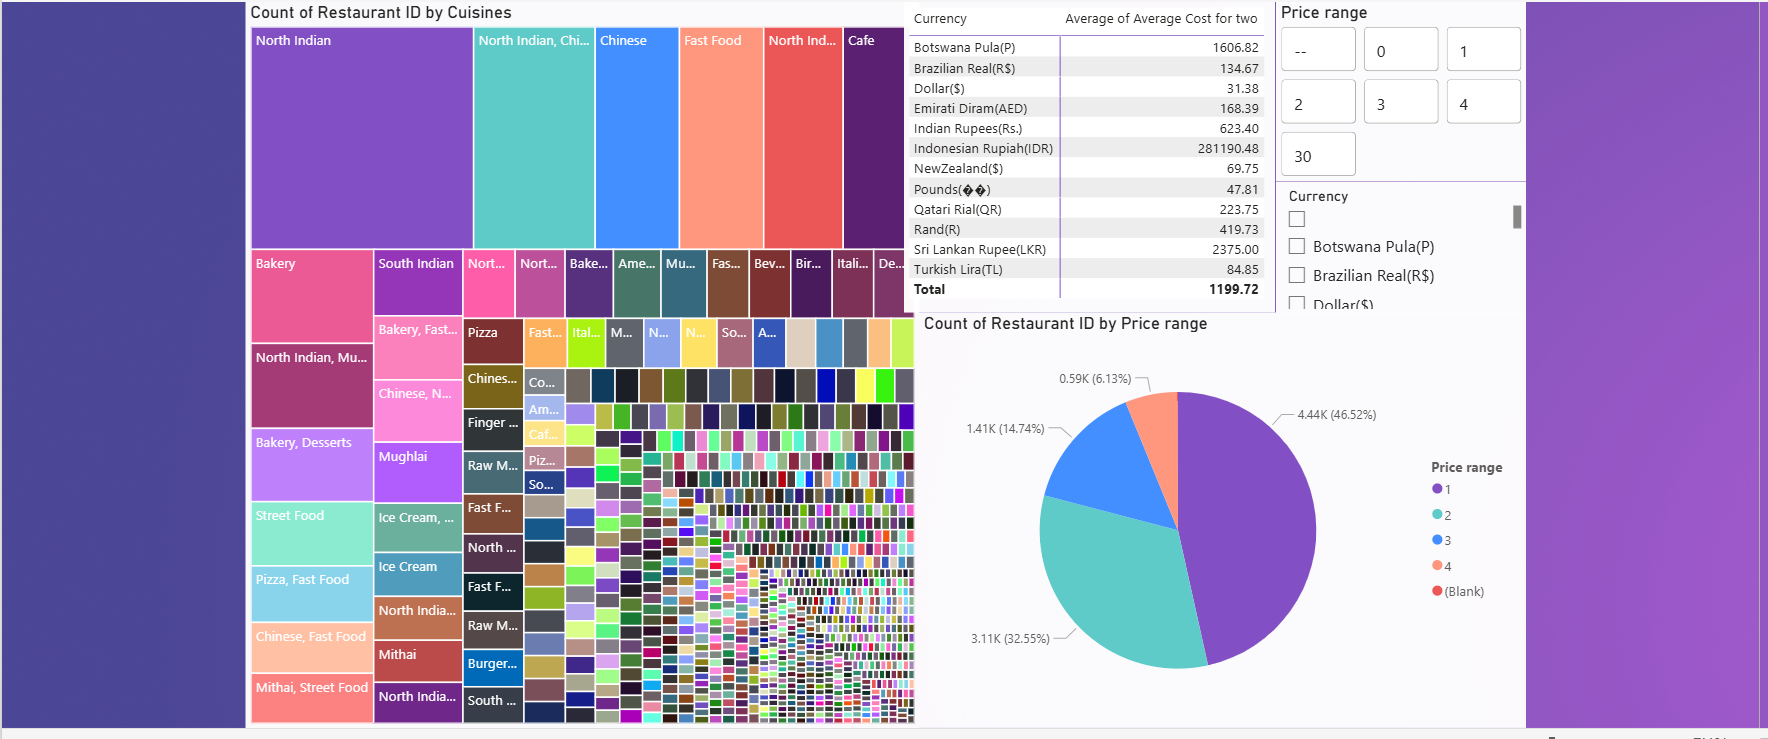 Count of Restaurant ID by Cuisines
North Indian
North Indian, Chi...
Chinese
Fast Food
North Ind...
Cafe
Bakery
South Indian
Nort...
Nort...
Bake...
Ame...
Mu...
Fas...
Bev...
Bir...
Itali...
De...
Bakery, Fast...
Pizza
Fast...
Ital...
M...
N...
N...
So...
A...
North Indian, Mu...
Chinese, N...
Chines...
Co...
Am...
Finger ...
Caf...
Bakery, Desserts
Mughlai
Raw M...
Piz...
So...
Street Food
Ice Cream, ...
Fast F...
North ...
Pizza, Fast Food
Ice Cream
Fast F...
North India...
Raw M...
Chinese, Fast Food
Mithai
Burger...
Mithai, Street Food
North India...
South ...
Currency Average of Average Cost for two
Botswana Pula(P) 1606.82
Brazilian Real(R$) 134.67
Dollar($) 31.38
Emirati Diram(AED) 168.39
Indian Rupees(Rs.) 623.40
Indonesian Rupiah(IDR) 281190.48
NewZealand($) 69.75
Pounds(��) 47.81
Qatari Rial(QR) 223.75
Rand(R) 419.73
Sri Lankan Rupee(LKR) 2375.00
Turkish Lira(TL) 84.85
Total 1199.72
Price range
-- 0 1
2 3 4
30
Currency
Botswana Pula(P)
Brazilian Real(R$)
Dollar($)
Count of Restaurant ID by Price range
0.59K (6.13%)
4.44K (46.52%)
1.41K (14.74%)
3.11K (32.55%)
Price range
1
2
3
4
(Blank)